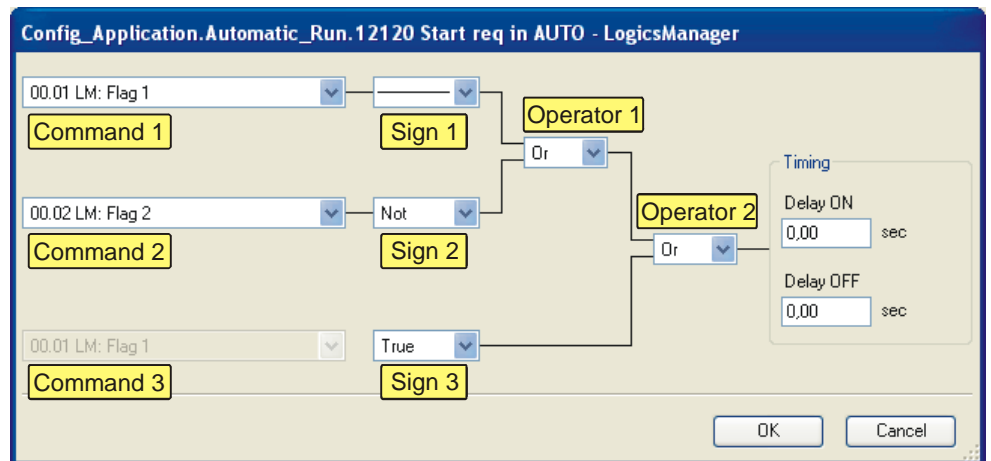 Config_Application.Automatic_Run.12120 Start req in AUTO - LogicsManager
00.01 LM: Flag 1
Command 1
Sign 1
Operator 1
Or
Timing
Delay ON
0,00 sec
00.02 LM: Flag 2
Not
Command 2
Sign 2
Operator 2
Or
Delay OFF
0,00 sec
00.01 LM: Flag 1
True
Command 3
Sign 3
OK
Cancel